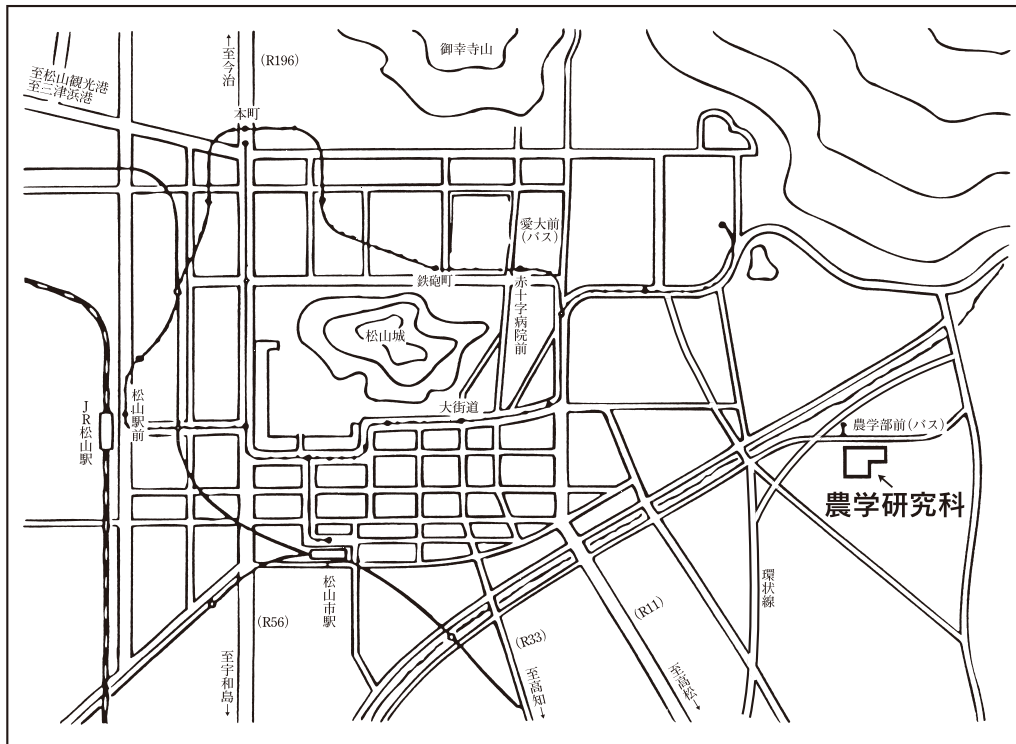 御幸寺山
←至今治
(R196)
至松山観光港
至三津浜港
本町
愛大前
(バス)
鉄砲町
赤十字病院前
松山城
大街道
松山駅前
JR松山駅
農学部前(バス)
農学研究科
環状線
松山市駅
(R56)
(R11)
(R33)
至宇和島→
至高知→
至高松→